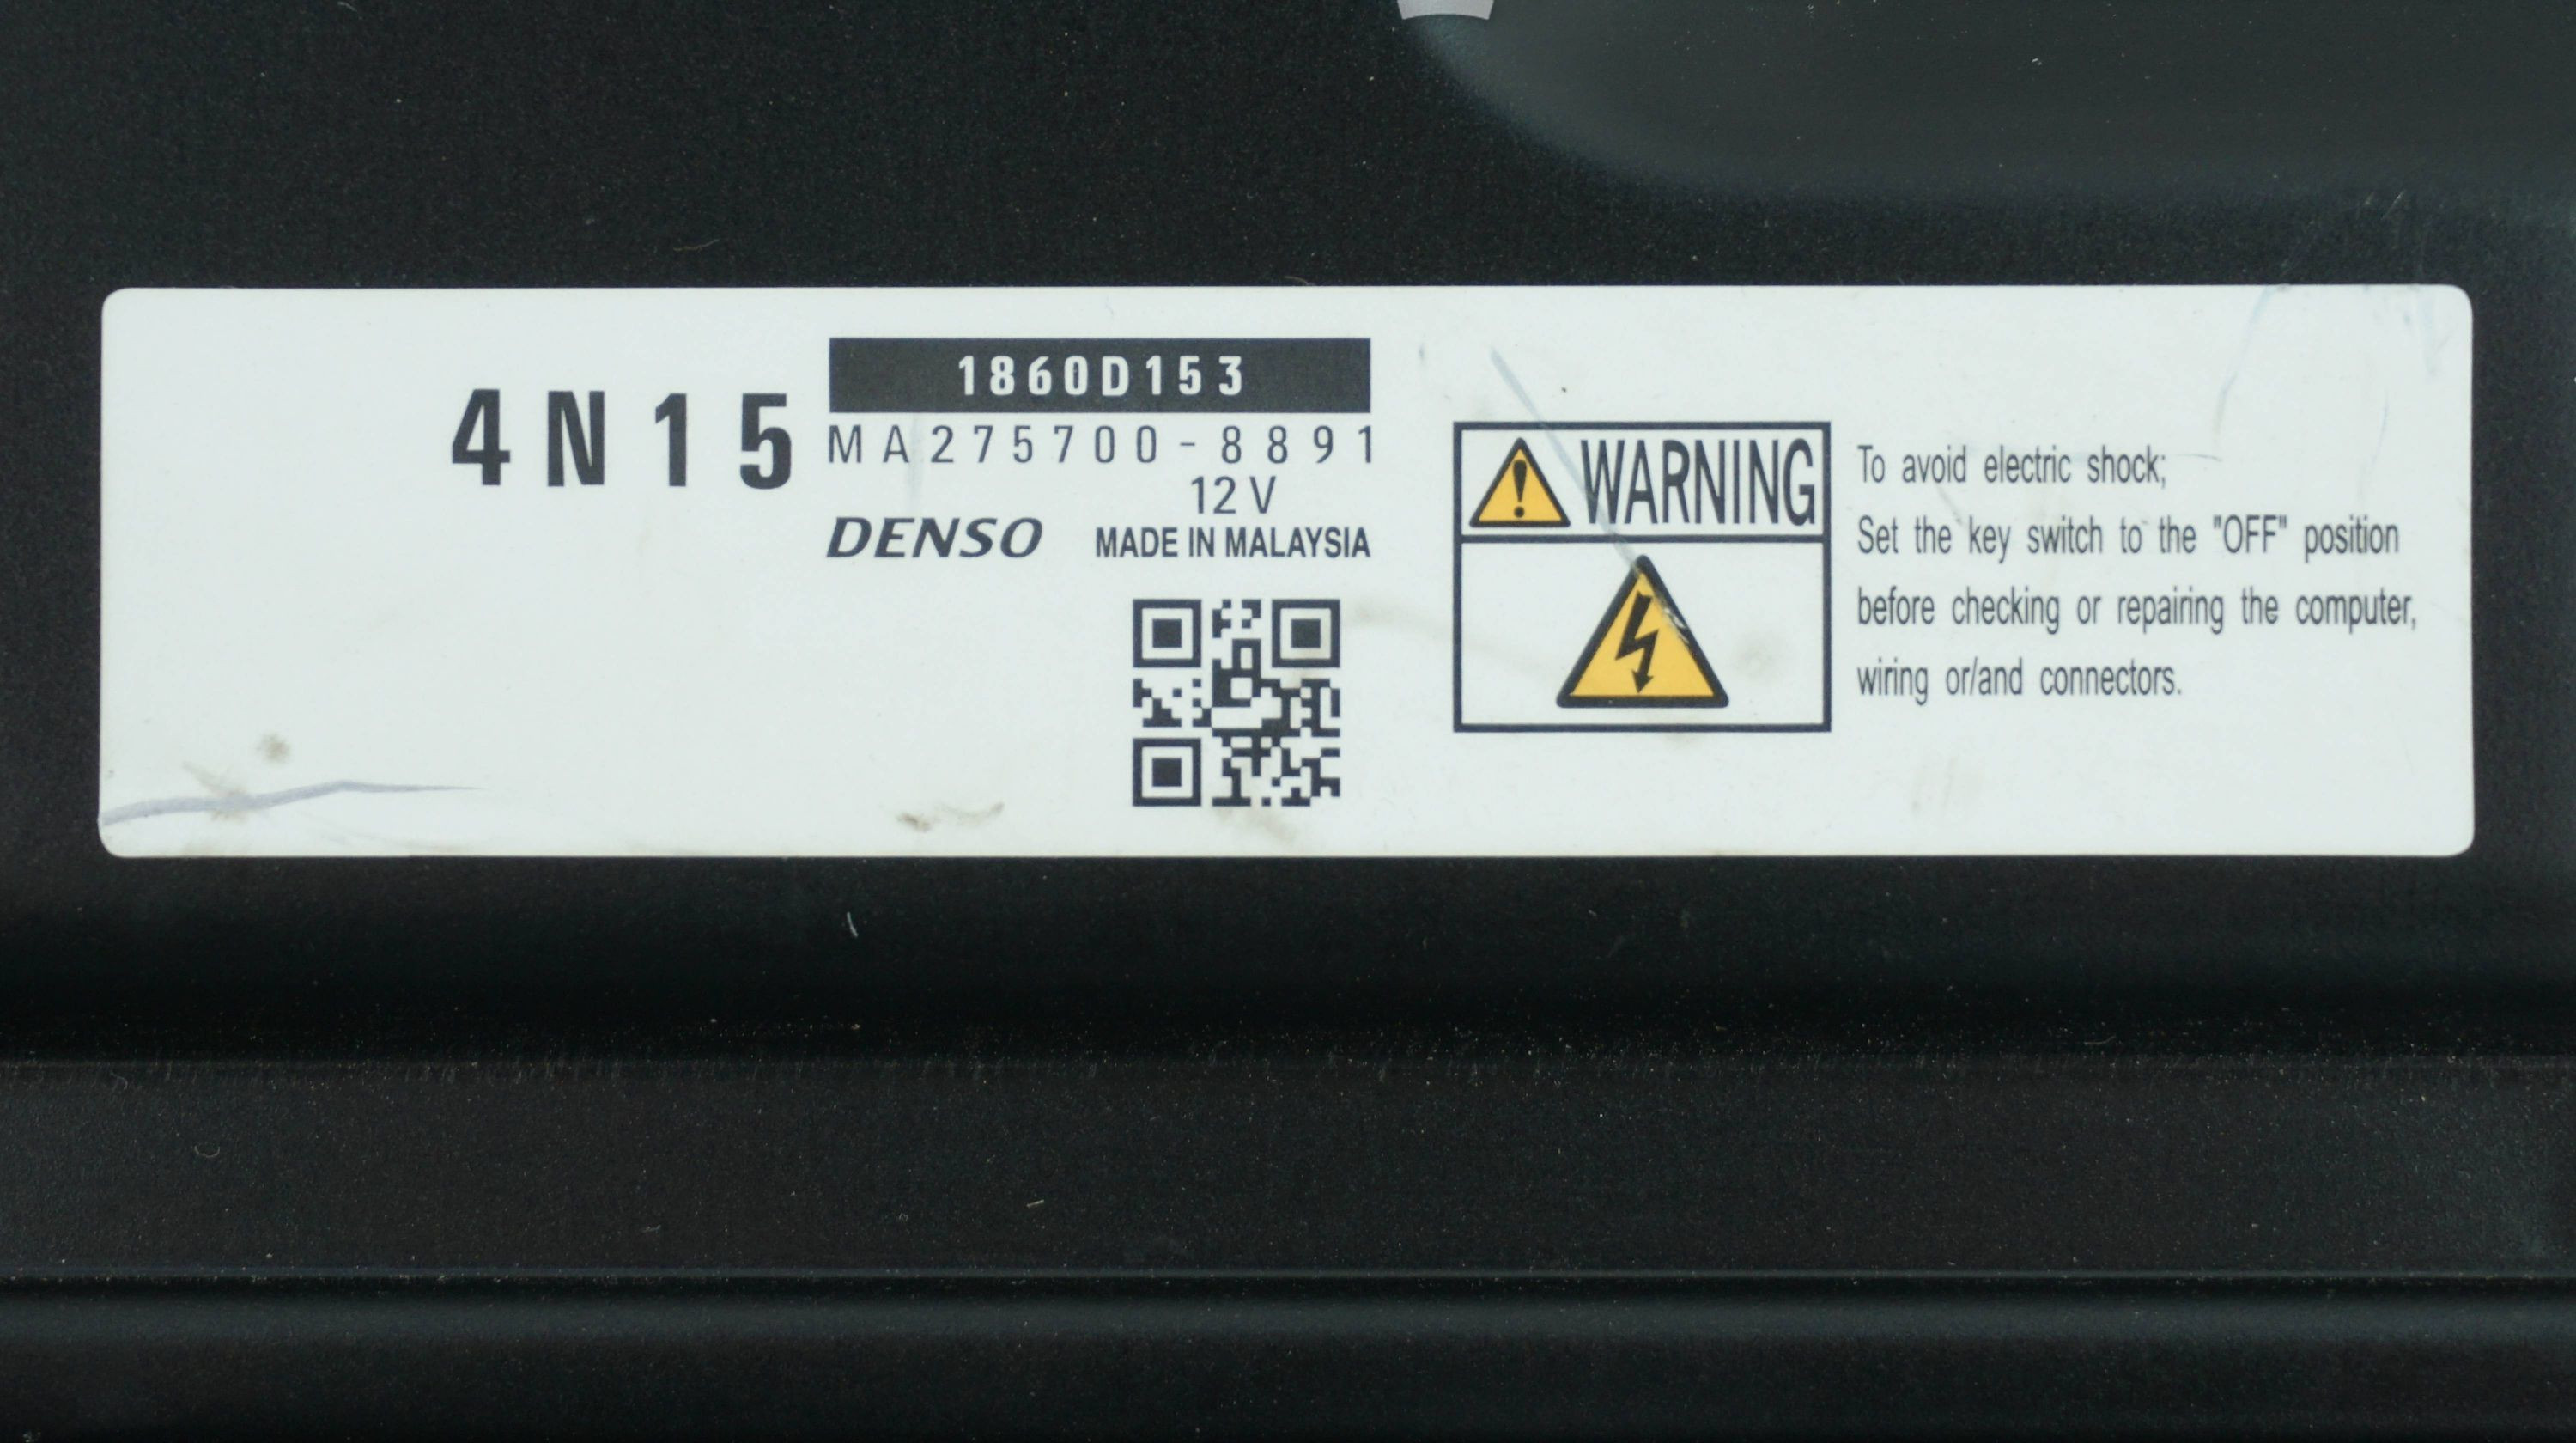 4N15
1860D153
MA275700-8891
12V
DENSO MADE IN MALAYSIA
WARNING
To avoid electric shock;
Set the key switch to the "OFF" position
before checking or repairing the computer,
wiring or/and connectors.